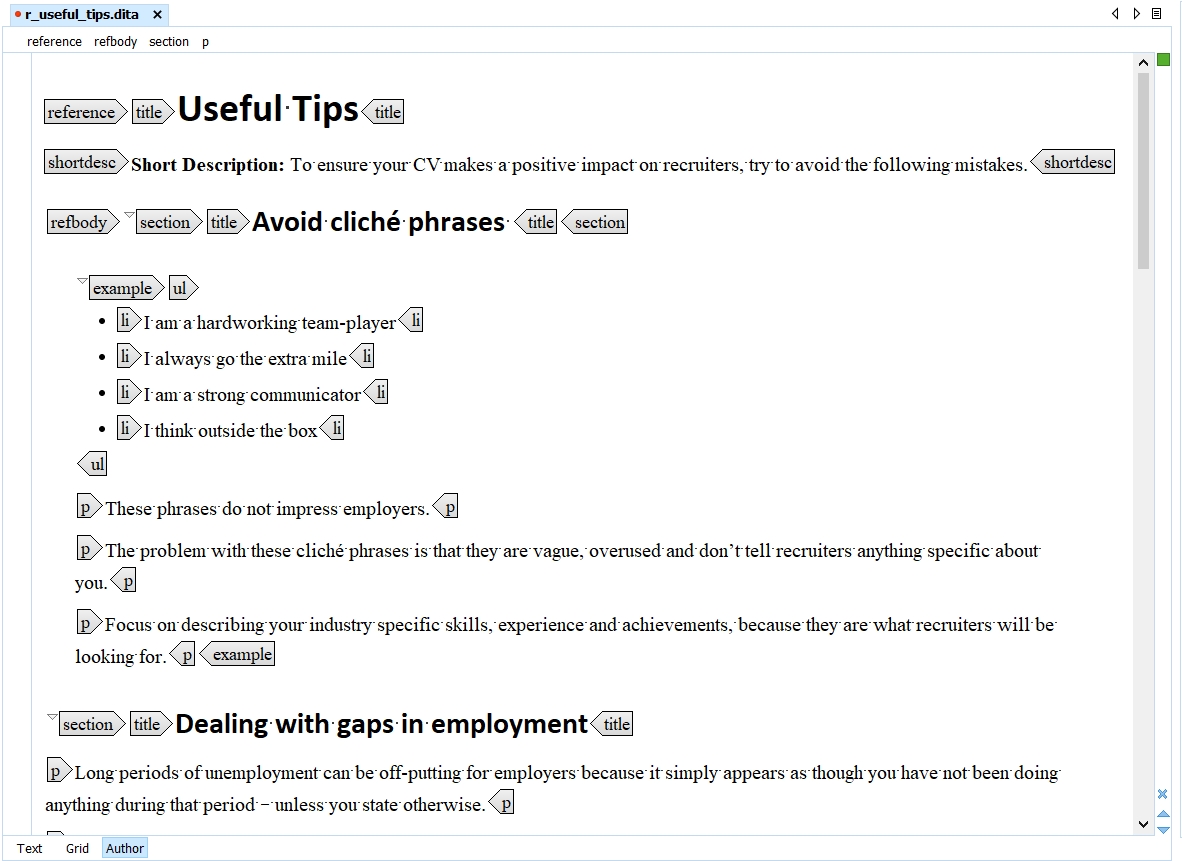 r_useful_tips.dita
reference refbody section p
reference title Useful Tips title
shortdesc Short Description: To ensure your CV makes a positive impact on recruiters, try to avoid the following mistakes. shortdesc
refbody section title Avoid cliché phrases title section
example ul
li I am a hardworking team-player li
li I always go the extra mile li
li I am a strong communicator li
li I think outside the box li
ul
p These phrases do not impress employers. p
p The problem with these cliché phrases is that they are vague, overused and don’t tell recruiters anything specific about
you. p
p Focus on describing your industry specific skills, experience and achievements, because they are what recruiters will be
looking for. p example
section title Dealing with gaps in employment title
p Long periods of unemployment can be off-putting for employers because it simply appears as though you have not been doing
anything during that period – unless you state otherwise. p
Text Grid Author